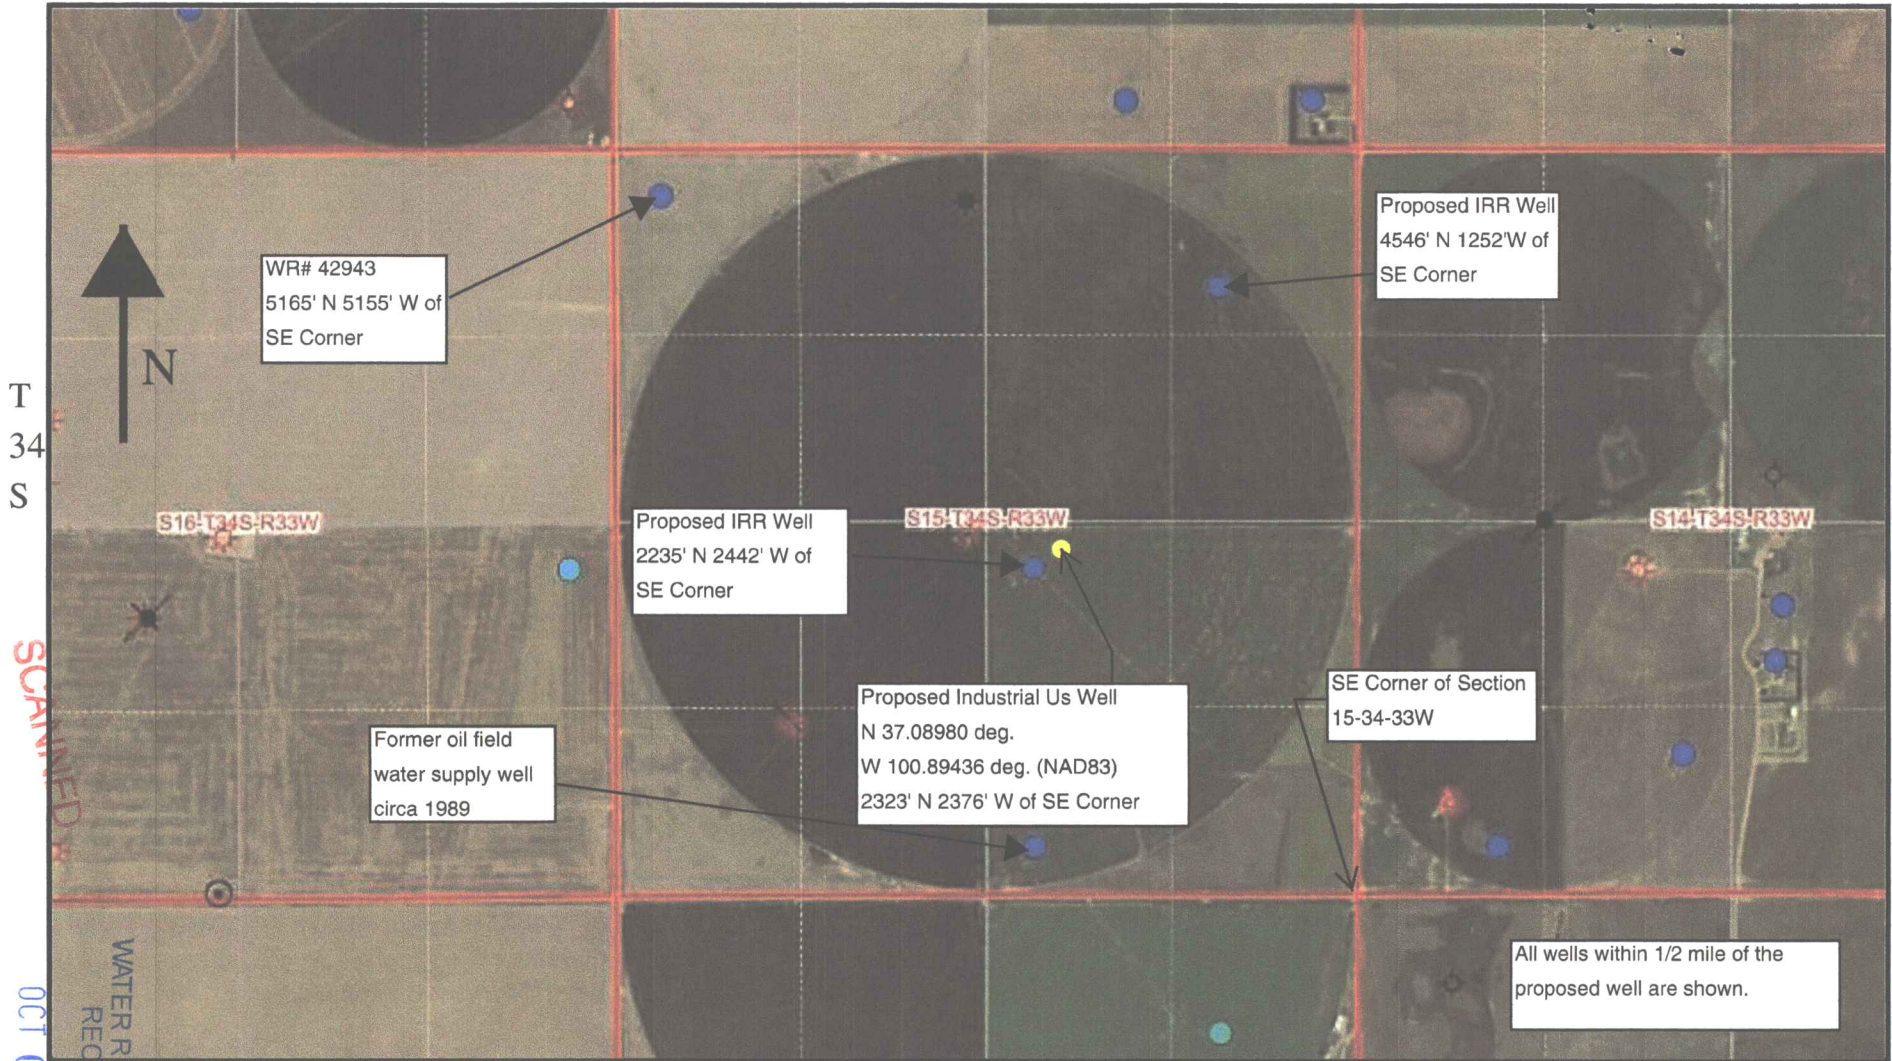 WR# 42943
5165' N 5155' W of
SE Corner
Proposed IRR Well
4546' N 1252'W of
SE Corner
N
T
34
S
S16-T34S-R33W
Proposed IRR Well
2235' N 2442' W of
SE Corner
S15-T34S-R33W
S14-T34S-R33W
Proposed Industrial Us Well
N 37.08980 deg.
W 100.89436 deg. (NAD83)
2323' N 2376' W of SE Corner
SE Corner of Section
15-34-33W
Former oil field
water supply well
circa 1989
SCANNED
WATER R
REC
OCT
All wells within 1/2 mile of the
proposed well are shown.